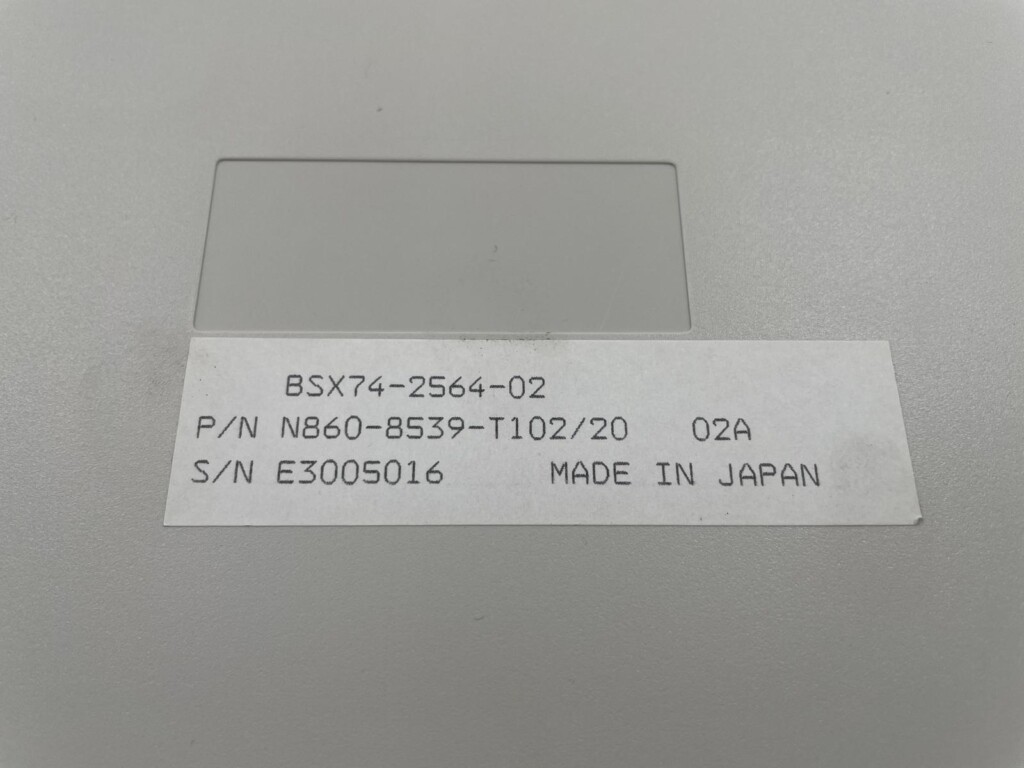 BSX74-2564-02
P/N N860-8539-T102/20 02A
S/N E3005016 MADE IN JAPAN